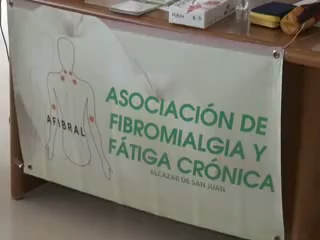 AFIBRAL
ASOCIACIÓN DE
FIBROMIALGIA Y
FÁTIGA CRÓNICA
ALCAZAR DE SAN JUAN